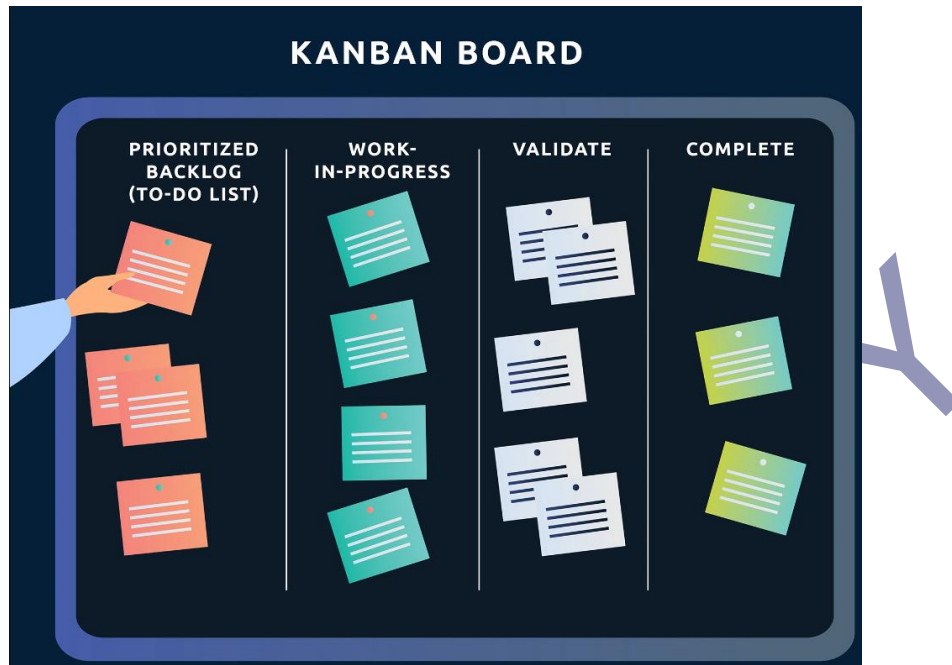 KANBAN BOARD
PRIORITIZED
BACKLOG
(TO-DO LIST)
WORK-
IN-PROGRESS
VALIDATE
COMPLETE
Y